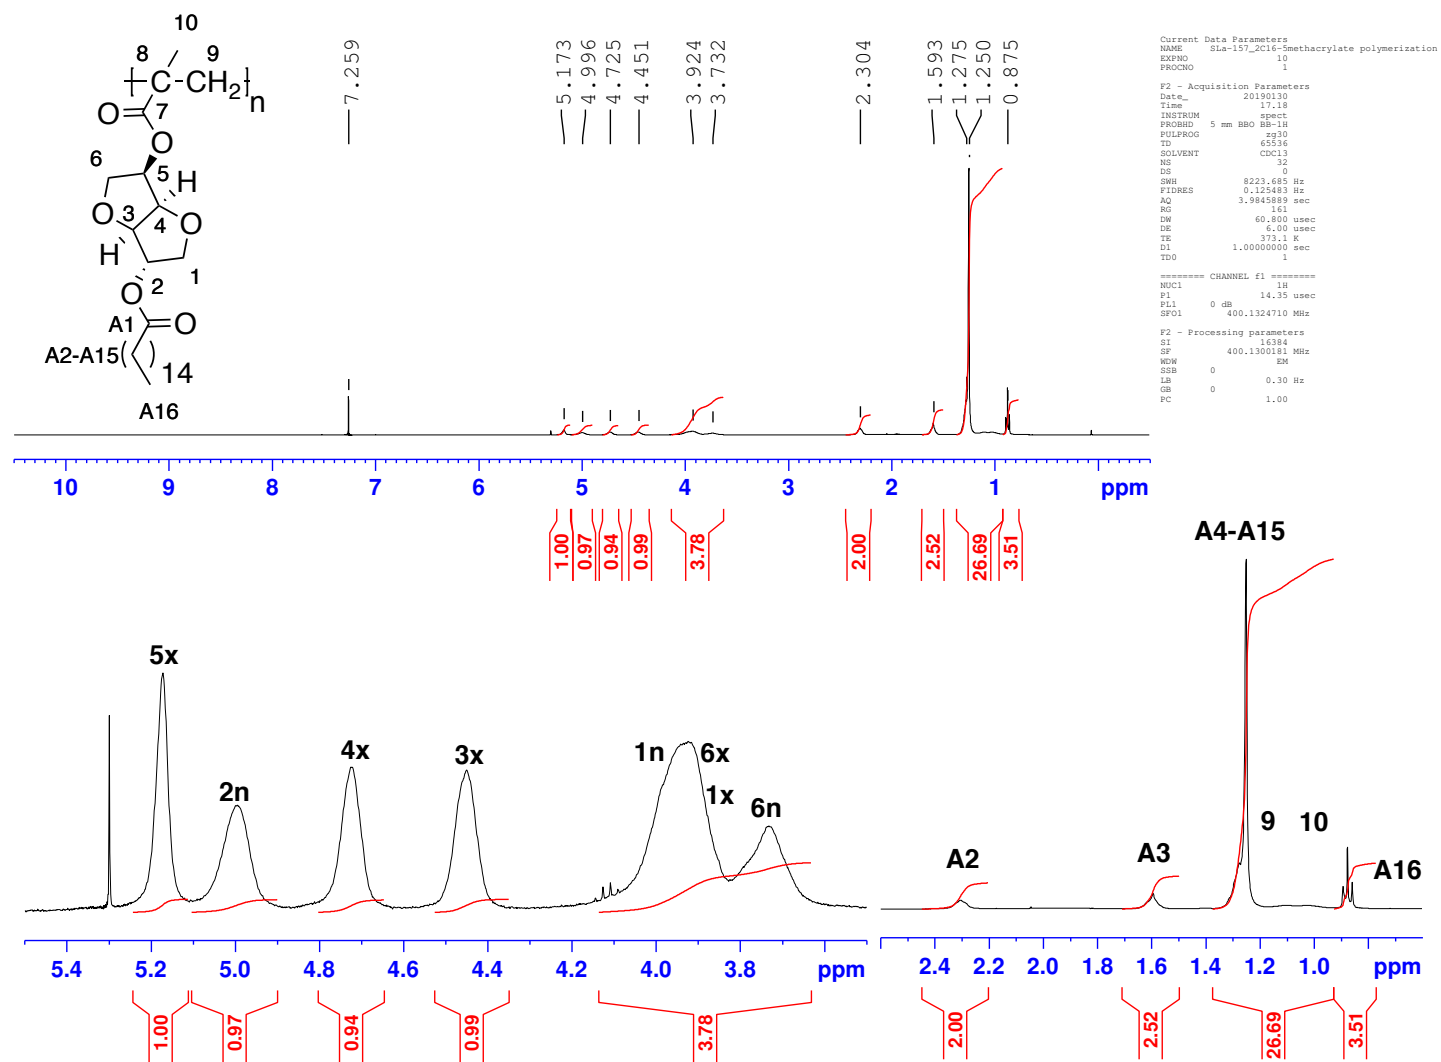 10
8
9
CH2
n
7
O
O
6
5
H
O
3
4
O
H
1
2
O
A1
O
A2-A15
14
A16
7.259
5.173
4.996
4.725
4.451
3.924
3.732
2.304
1.593
1.275
1.250
0.875
Current Data Parameters
NAME SLa-157_2C16-5methacrylate polymerization
EXPNO 10
PROCNO 1
F2 - Acquisition Parameters
Date_ 20190130
Time 17.18
INSTRUM spect
PROBHD 5 mm BBO BB-1H
PULPROG zg30
TD 65536
SOLVENT CDCl3
NS 32
DS 0
SWH 8223.685 Hz
FIDRES 0.125483 Hz
AQ 3.9845889 sec
RG 161
DW 60.800 usec
DE 6.00 usec
TE 373.1 K
D1 1.00000000 sec
TD0 1
======== CHANNEL f1 ========
NUC1 1H
P1 14.35 usec
PL1 0 dB
SFO1 400.1324710 MHz
F2 - Processing parameters
SI 16384
SF 400.1300181 MHz
WDW EM
SSB 0
LB 0.30 Hz
GB 0
PC 1.00
10 9 8 7 6 5 4 3 2 1 ppm
1.00 0.97 0.94 0.99 3.78 2.00 2.52 26.69 3.51
5x
2n
4x
3x
1n
6x
1x
6n
5.4 5.2 5.0 4.8 4.6 4.4 4.2 4.0 3.8 ppm
1.00 0.97 0.94 0.99 3.78
A4-A15
9
10
A2
A3
A16
2.4 2.2 2.0 1.8 1.6 1.4 1.2 1.0 ppm
2.00 2.52 26.69 3.51